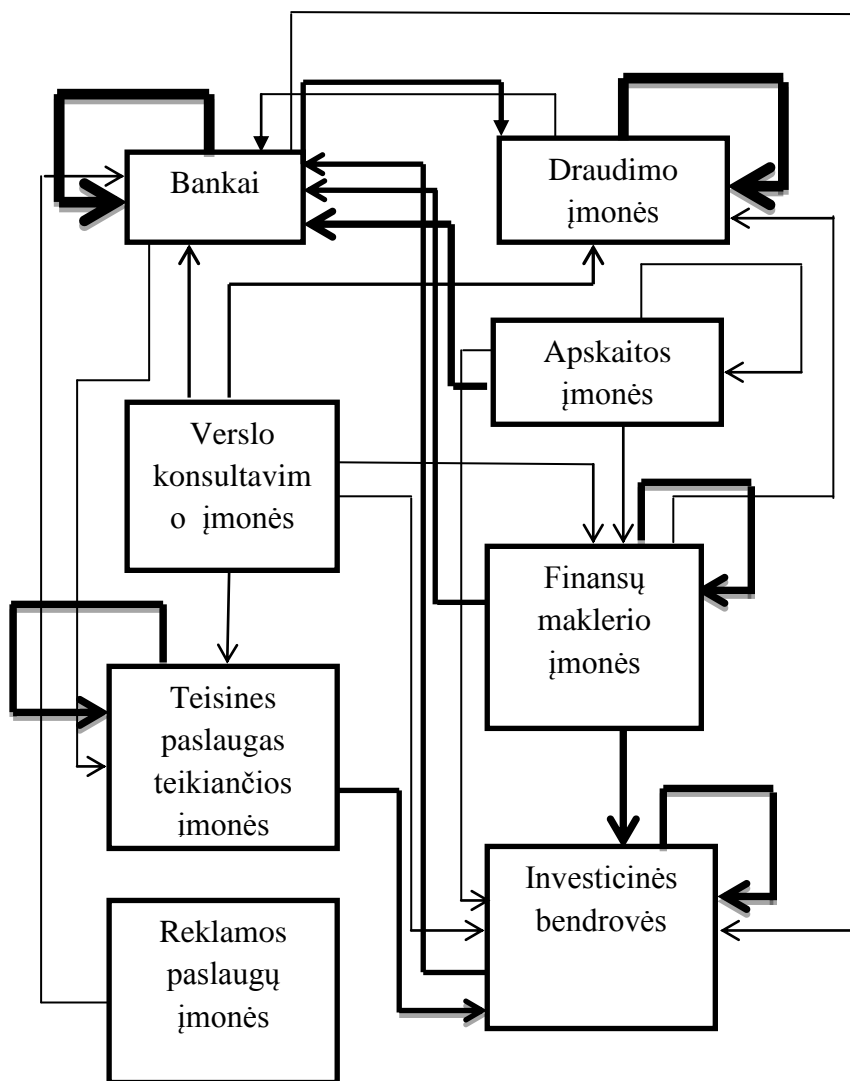 Bankai
Draudimo
įmonės
Apskaitos
įmonės
Verslo
konsultavim
o įmonės
Finansų
maklerio
įmonės
Teisines
paslaugas
teikiančios
įmonės
Investicinės
bendrovės
Reklamos
paslaugų
įmonės